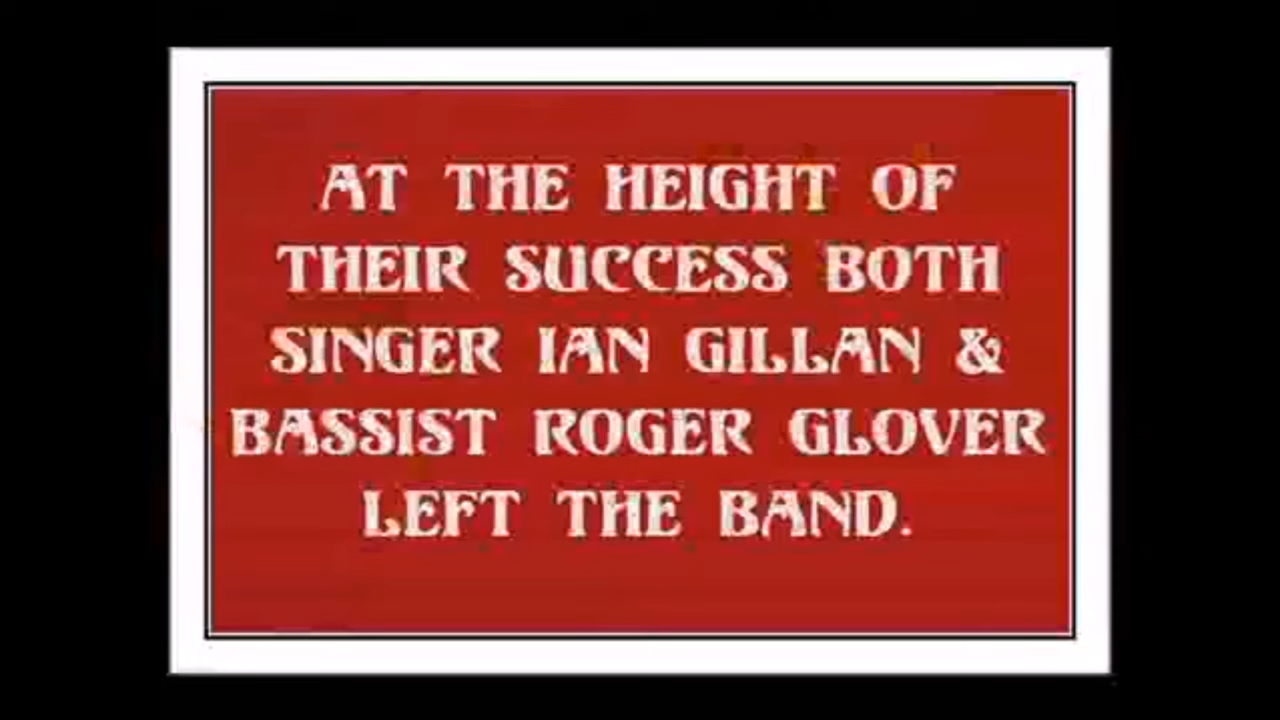 AT THE HEIGHT OF
THEIR SUCCESS BOTH
SINGER IAN GILLAN &
BASSIST ROGER GLOVER
LEFT THE BAND.